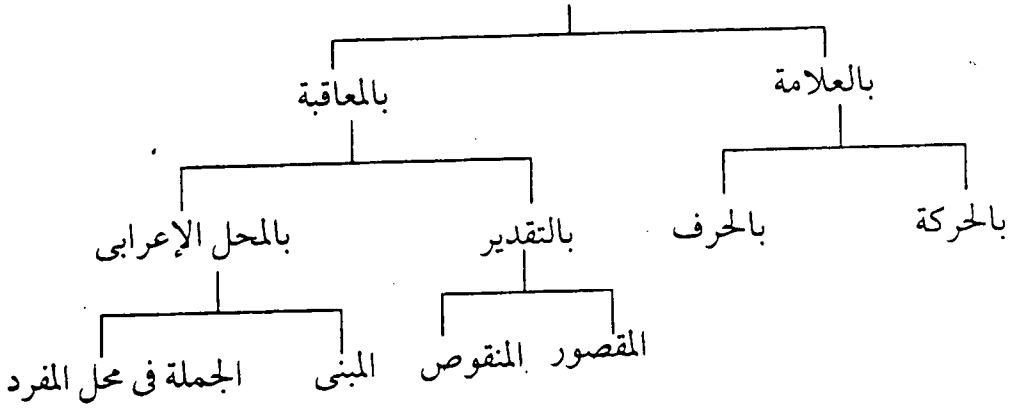 بالعلامة بالمعاقبة
بالحركة بالحرف بالتقدير بالمحل الإعرابى
المقصور المنقوص المبنى الجملة فى محل المفرد